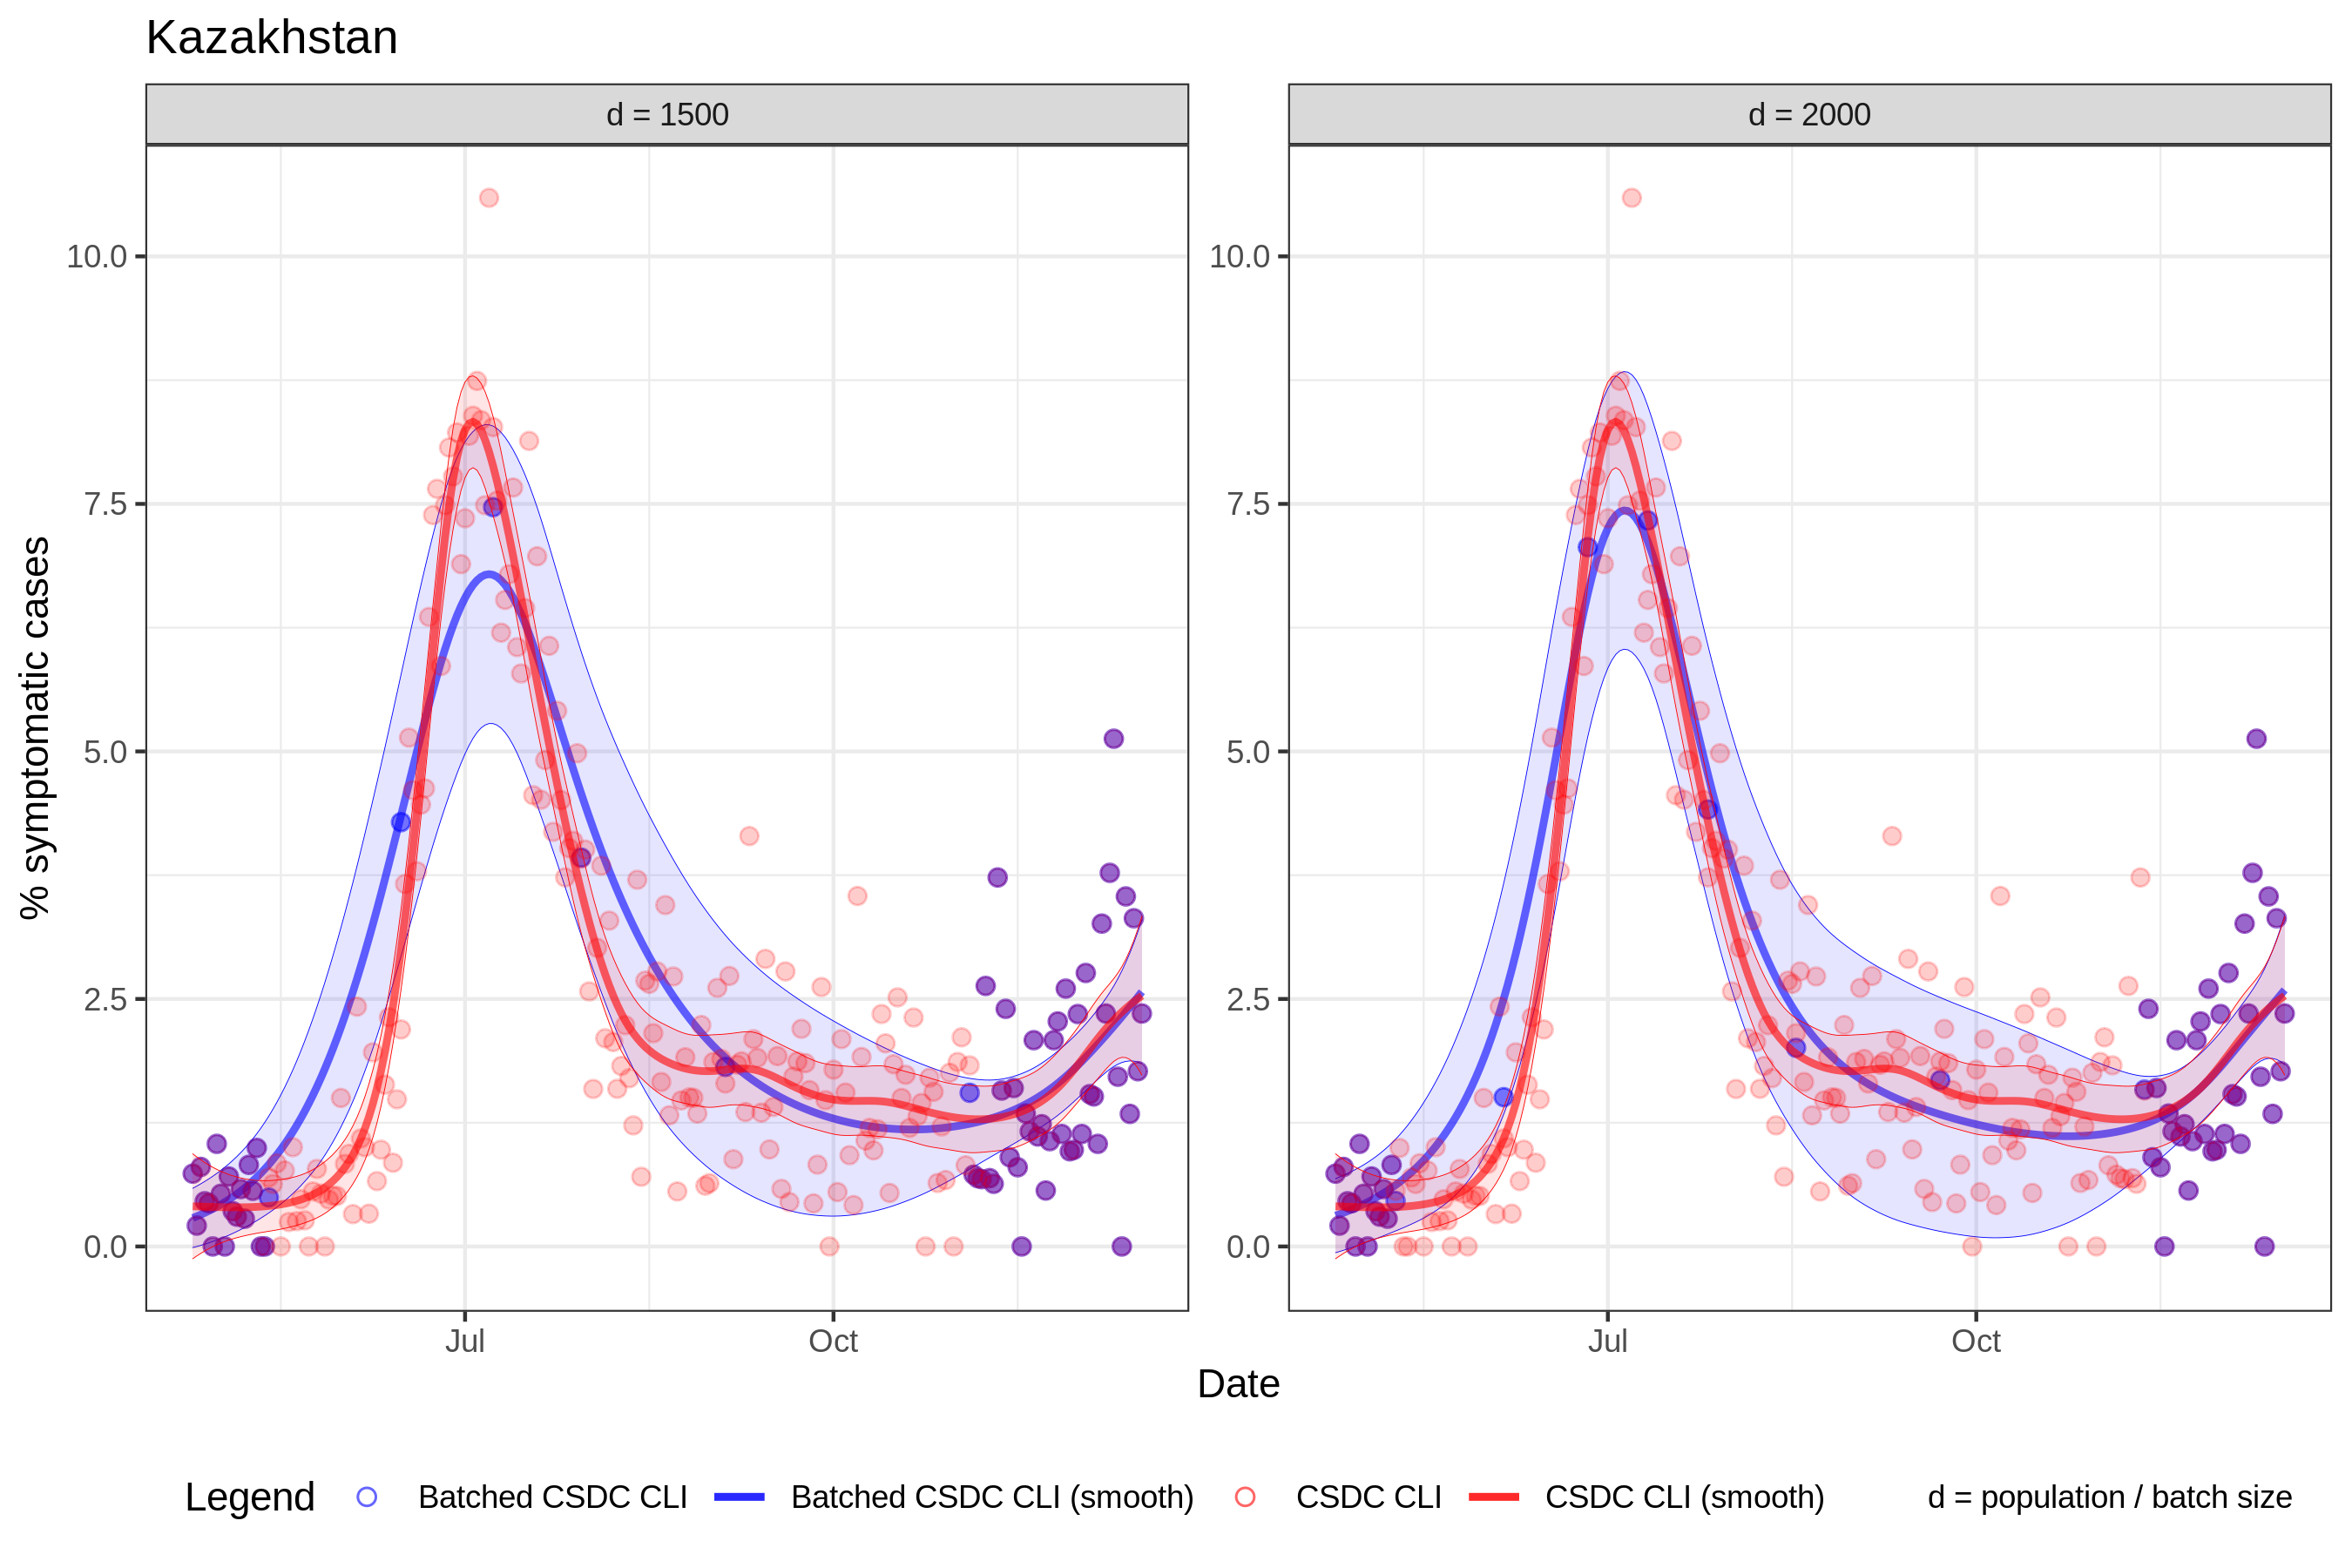 Kazakhstan
d = 1500
d = 2000
10.0
7.5
5.0
2.5
0.0
10.0
7.5
5.0
2.5
0.0
% symptomatic cases
Jul
Oct
Jul
Oct
Date
Legend Batched CSDC CLI Batched CSDC CLI (smooth) CSDC CLI CSDC CLI (smooth) d = population / batch size